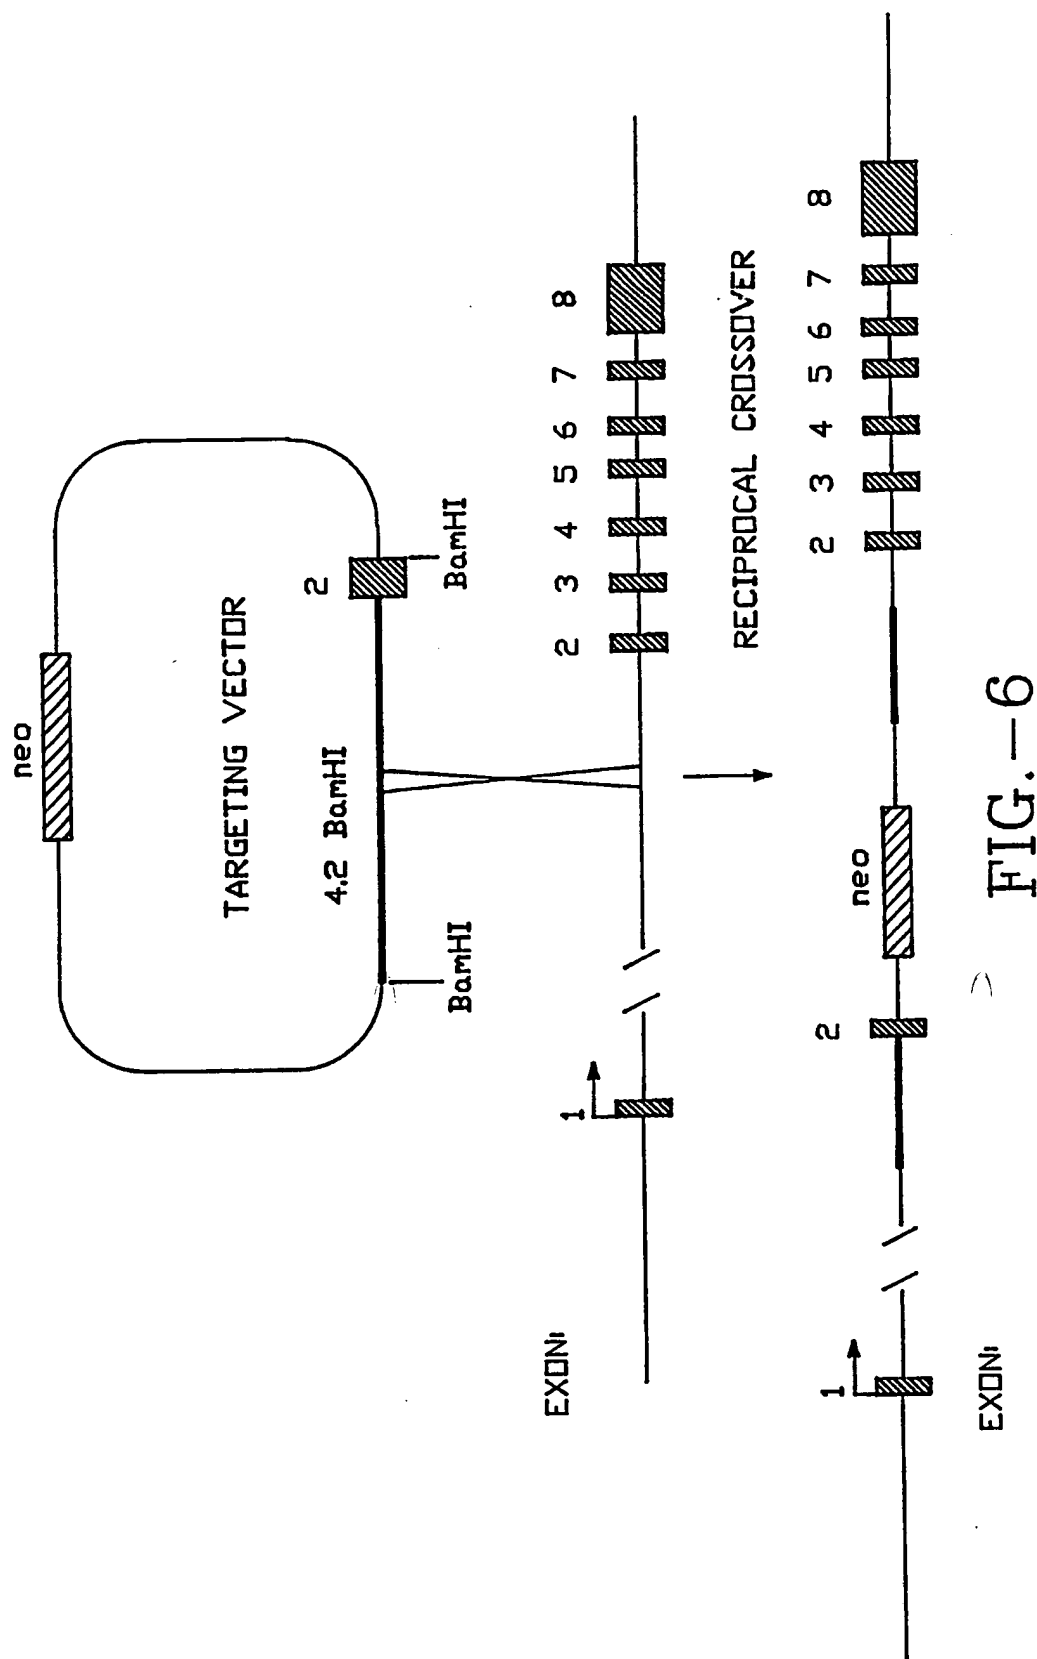 neo
TARGETING VECTOR
4.2 BamHI
2
BamHI
BamHI
EXON:
1
2
3
4
5
6
7
8
RECIPROCAL CROSSOVER
EXON:
1
2
neo
2
3
4
5
6
7
8
FIG.—6